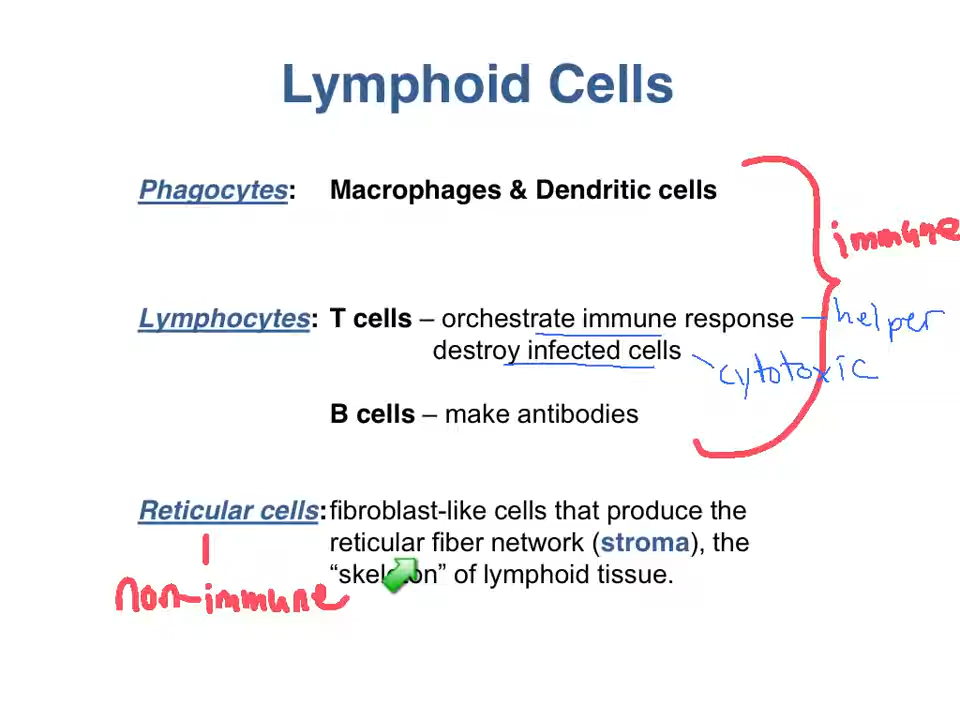 Lymphoid Cells
Phagocytes: Macrophages & Dendritic cells
immune
Lymphocytes: T cells – orchestrate immune response helper
destroy infected cells
cytotoxic
B cells – make antibodies
Reticular cells: fibroblast-like cells that produce the
reticular fiber network (stroma), the
“skeleton” of lymphoid tissue.
non-immune